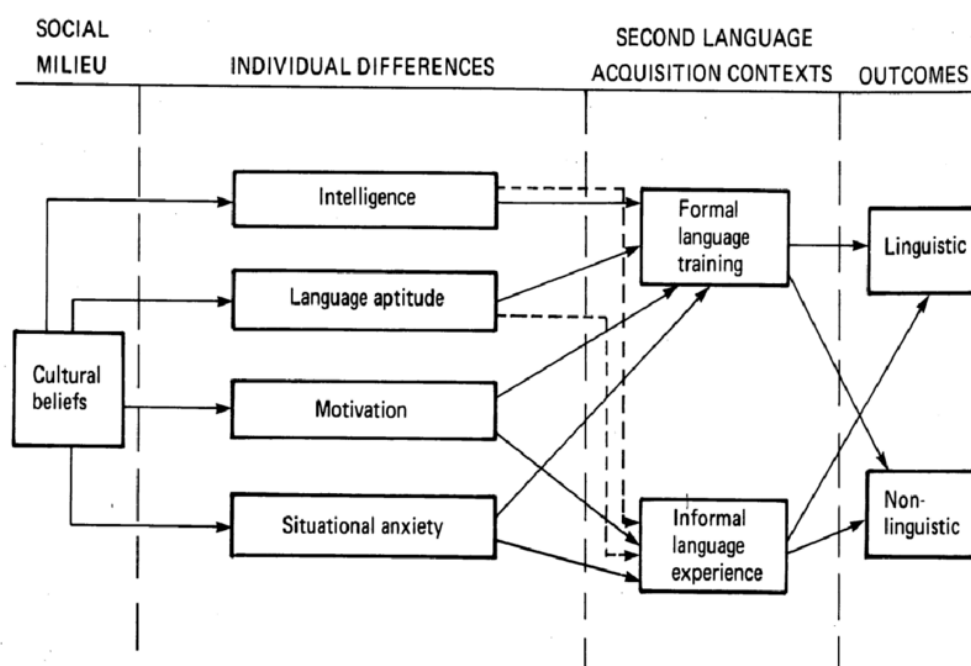 SOCIAL
MILIEU
INDIVIDUAL DIFFERENCES
SECOND LANGUAGE
ACQUISITION CONTEXTS
OUTCOMES
Cultural
beliefs
Intelligence
Language aptitude
Motivation
Situational anxiety
Formal
language
training
Informal
language
experience
Linguistic
Non-
linguistic